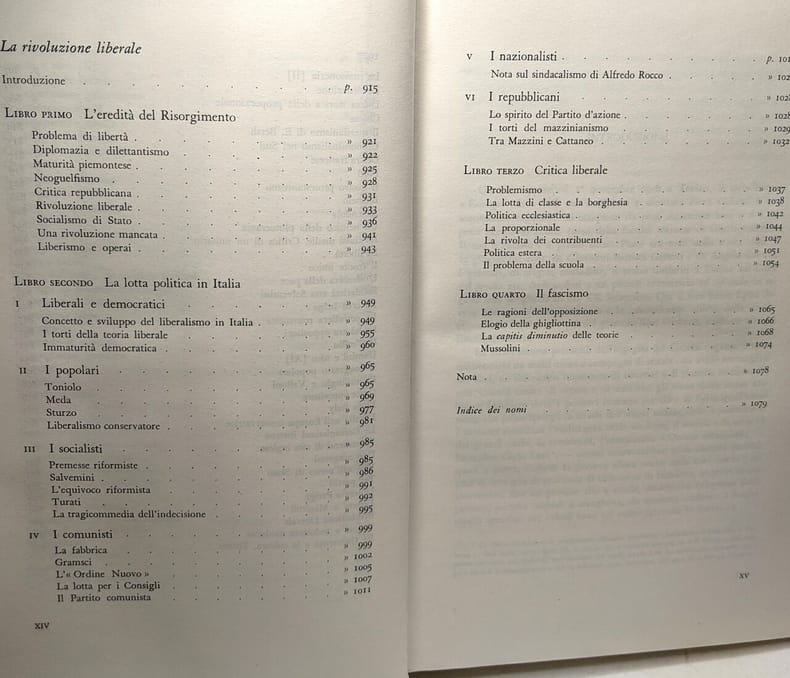 La rivoluzione liberale
Introduzione . . . . . . . . . . p. 915
LIBRO PRIMO L'eredità del Risorgimento
Problema di libertà . . . . . . . . . » 921
Diplomazia e dilettantismo . . . . . . . » 922
Maturità piemontese . . . . . . . . . » 925
Neoguelfismo . . . . . . . . . . » 928
Critica repubblicana . . . . . . . . . » 931
Rivoluzione liberale . . . . . . . . . » 933
Socialismo di Stato . . . . . . . . . » 936
Una rivoluzione mancata . . . . . . . . » 941
Liberismo e operai . . . . . . . . . » 943
LIBRO SECONDO La lotta politica in Italia
I Liberali e democratici . . . . . . . » 949
Concetto e sviluppo del liberalismo in Italia . . . . » 949
I torti della teoria liberale . . . . . . . » 955
Immaturità democratica . . . . . . . . » 960
II I popolari . . . . . . . . . » 965
Toniolo . . . . . . . . . . » 965
Meda . . . . . . . . . . » 969
Sturzo . . . . . . . . . . » 977
Liberalismo conservatore . . . . . . . . » 981
III I socialisti . . . . . . . . . » 985
Premesse riformiste . . . . . . . . . » 985
Salvemini . . . . . . . . . . » 986
L'equivoco riformista . . . . . . . . » 991
Turati . . . . . . . . . . » 992
La tragicommedia dell'indecisione . . . . . . » 995
IV I comunisti . . . . . . . . . » 999
La fabbrica . . . . . . . . . » 999
Gramsci . . . . . . . . . . » 1002
L'« Ordine Nuovo » . . . . . . . . » 1005
La lotta per i Consigli . . . . . . . . » 1007
Il Partito comunista . . . . . . . . » 1011
XIV
V I nazionalisti . . . . . . . . p.
Nota sul sindacalismo di Alfredo Rocco . . . . »
VI I repubblicani . . . . . . . . »
Lo spirito del Partito d'azione . . . . . . » 1028
I torti del mazzinianismo . . . . . . . » 1029
Tra Mazzini e Cattaneo . . . . . . . » 1032
LIBRO TERZO Critica liberale
Problemismo . . . . . . . . . » 1037
La lotta di classe e la borghesia . . . . . . » 1038
Politica ecclesiastica . . . . . . . . » 1042
La proporzionale . . . . . . . . » 1044
La rivolta dei contribuenti . . . . . . . » 1047
Politica estera . . . . . . . . . » 1051
Il problema della scuola . . . . . . . » 1054
LIBRO QUARTO Il fascismo
Le ragioni dell'opposizione . . . . . . . » 1065
Elogio della ghigliottina . . . . . . . » 1066
La capitis diminutio delle teorie . . . . . . » 1068
Mussolini . . . . . . . . . » 1074
Nota . . . . . . . . . . » 1078
Indice dei nomi . . . . . . . . » 1079
XV